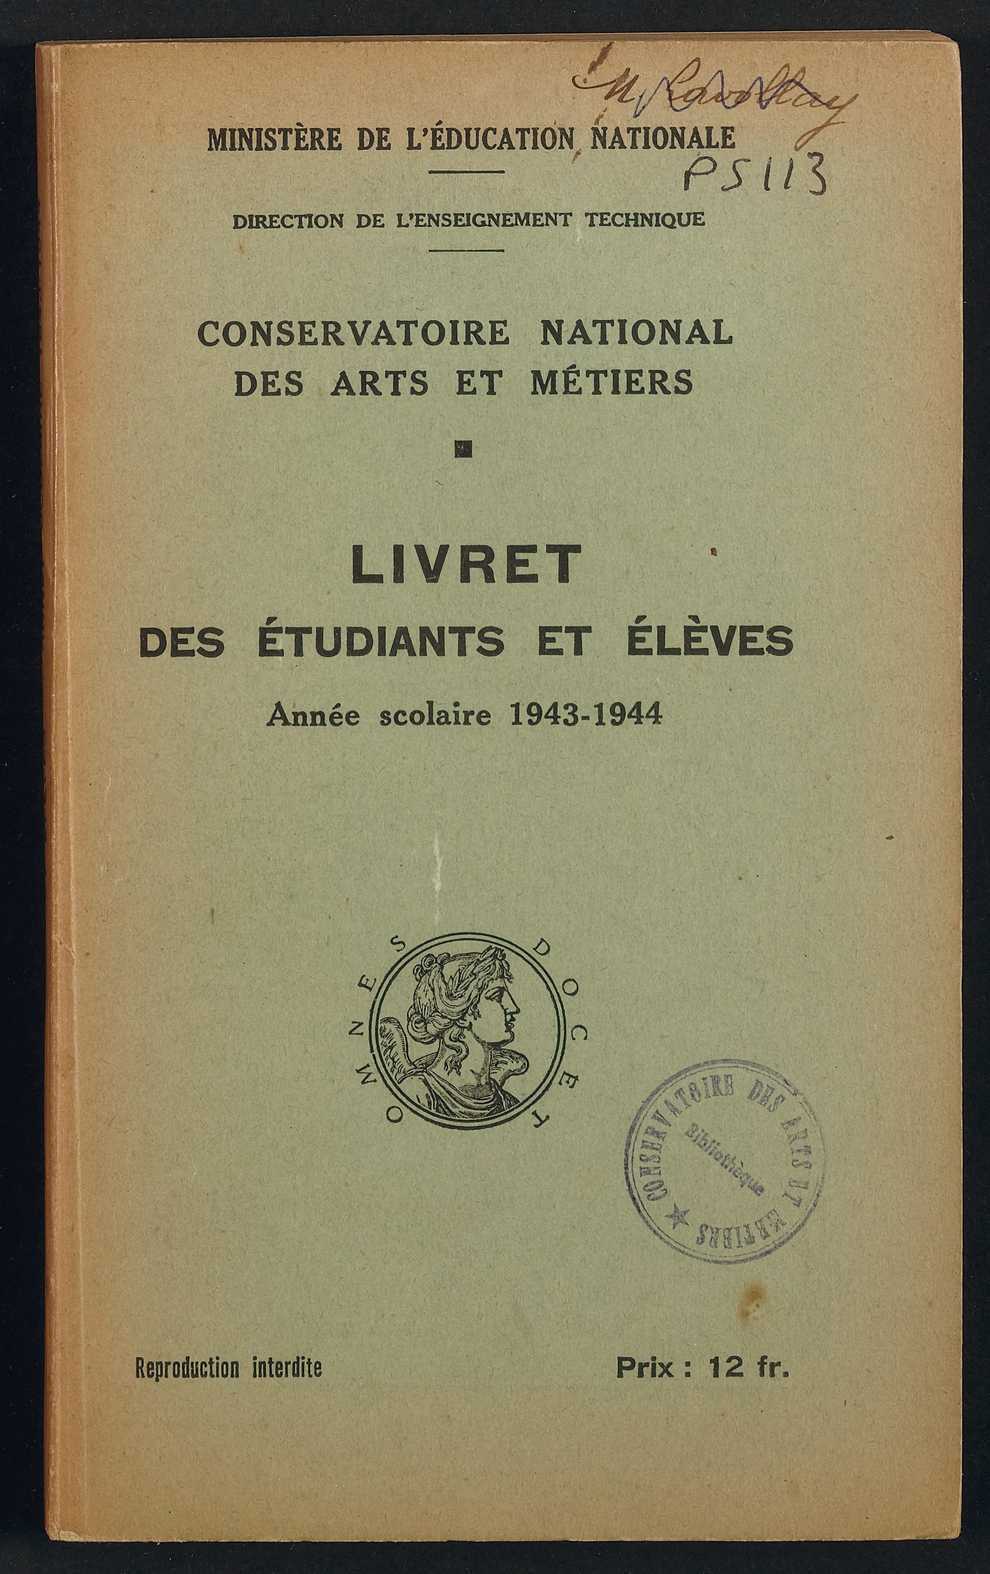 MINISTÈRE DE L'ÉDUCATION NATIONALE
PS113
DIRECTION DE L'ENSEIGNEMENT TECHNIQUE
CONSERVATOIRE NATIONAL
DES ARTS ET MÉTIERS
LIVRET
DES ÉTUDIANTS ET ÉLÈVES
Année scolaire 1943-1944
OMNES DOCET
CONSERVATOIRE DES ARTS ET METIERS
Bibliothèque
Reproduction interdite
Prix : 12 fr.